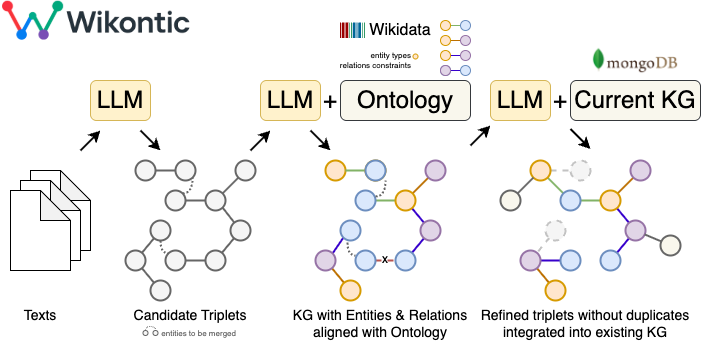 Wikontic
Wikidata
entity types
relations constraints
mongoDB
LLM
LLM + Ontology
LLM + Current KG
x
Texts
Candidate Triplets
entities to be merged
KG with Entities & Relations
aligned with Ontology
Refined triplets without duplicates
integrated into existing KG